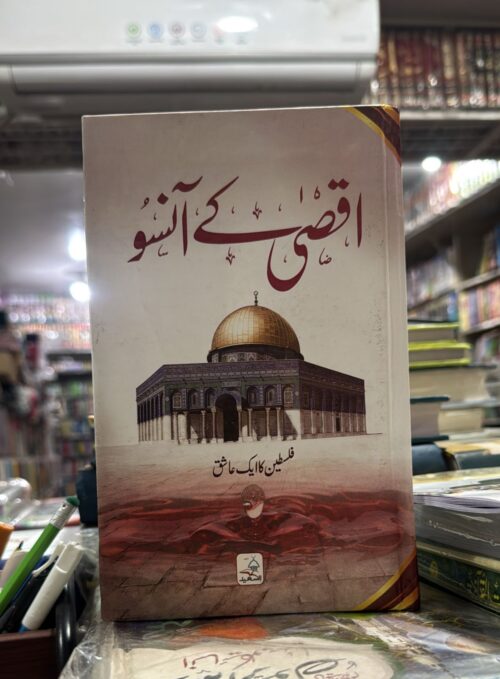 اقصیٰ کے آنسو
فلسطین کا ایک عاشق